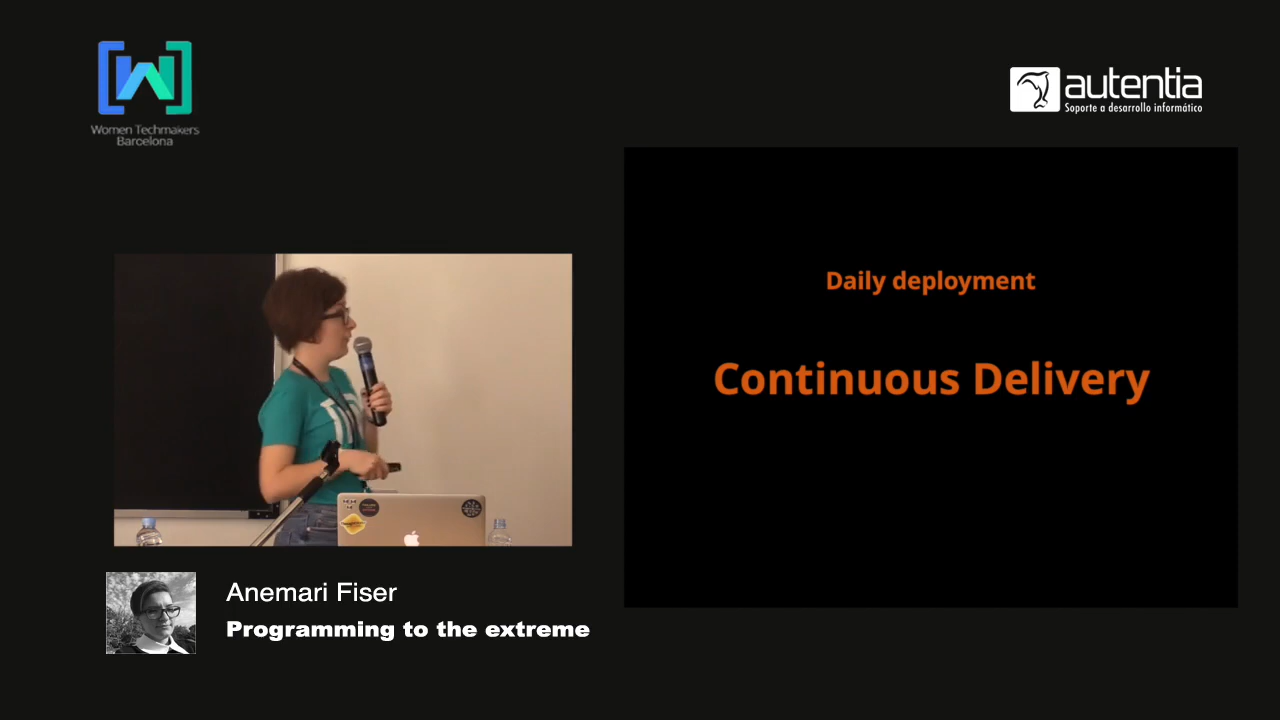 Women Techmakers
Barcelona
autentia
Soporte a desarrollo informático
Daily deployment
Continuous Delivery
Anemari Fiser
Programming to the extreme